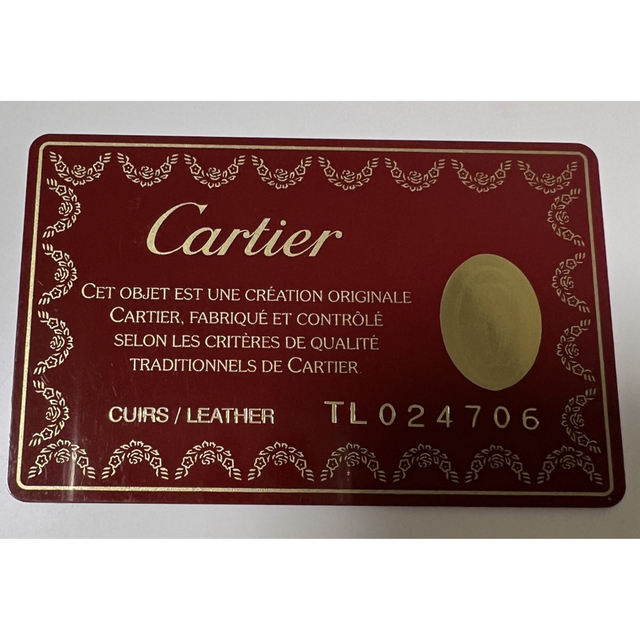 Cartier
CET OBJET EST UNE CRÉATION ORIGINALE
CARTIER, FABRIQUÉ ET CONTRÔLÉ
SELON LES CRITÈRES DE QUALITÉ
TRADITIONNELS DE CARTIER.
CUIRS / LEATHER TL024706